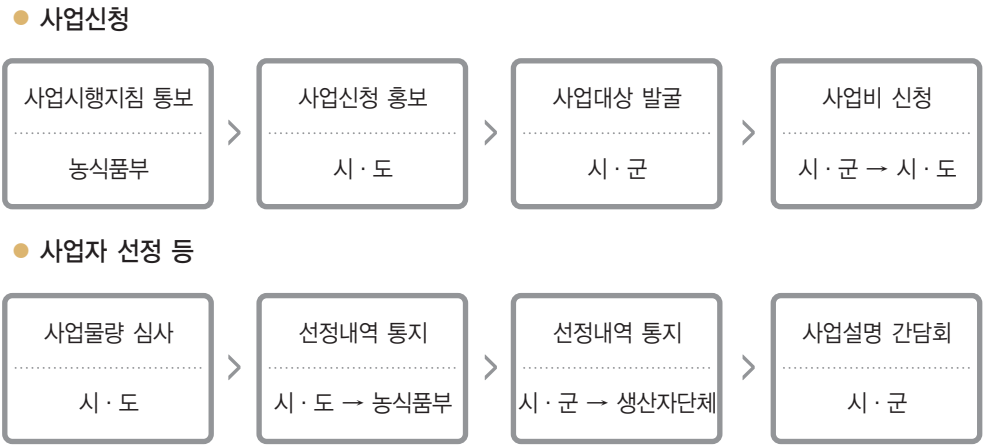 사업신청
사업시행지침 통보
농식품부
사업신청 홍보
시·도
사업대상 발굴
시·군
사업비 신청
시·군 → 시·도
사업자 선정 등
사업물량 심사
시·도
선정내역 통지
시·도 → 농식품부
선정내역 통지
시·군 → 생산자단체
사업설명 간담회
시·군